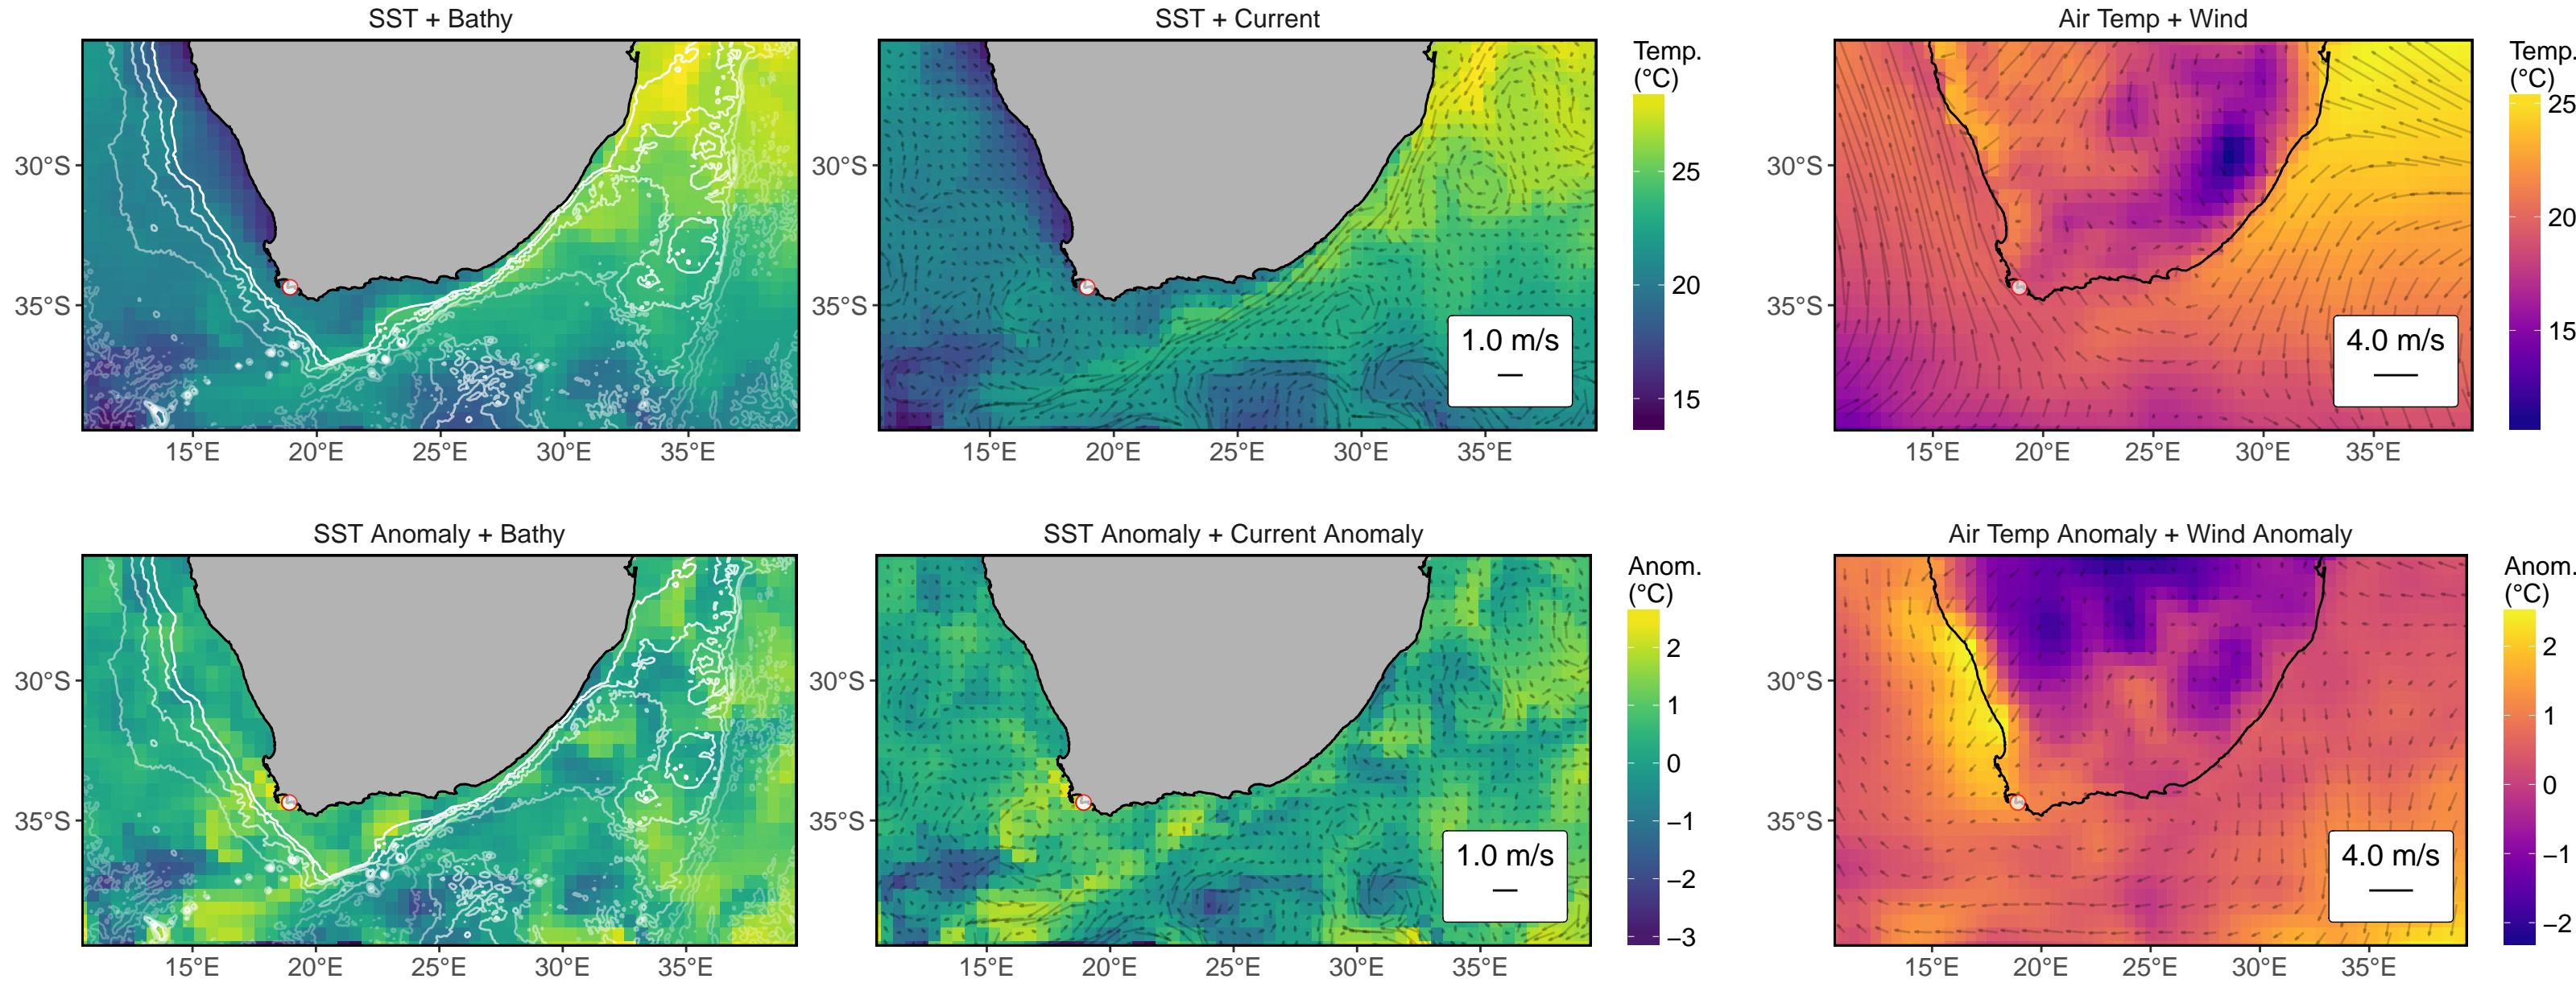 SST + Bathy
SST + Current
Air Temp + Wind
30°S
35°S
15°E 20°E 25°E 30°E 35°E
30°S
35°S
15°E 20°E 25°E 30°E 35°E
1.0 m/s
Temp.
(°C)
25
20
15
30°S
35°S
15°E 20°E 25°E 30°E 35°E
4.0 m/s
Temp.
(°C)
25
20
15
SST Anomaly + Bathy
SST Anomaly + Current Anomaly
Air Temp Anomaly + Wind Anomaly
30°S
35°S
15°E 20°E 25°E 30°E 35°E
30°S
35°S
15°E 20°E 25°E 30°E 35°E
1.0 m/s
Anom.
(°C)
2
1
0
−1
−2
−3
30°S
35°S
15°E 20°E 25°E 30°E 35°E
4.0 m/s
Anom.
(°C)
2
1
0
−1
−2